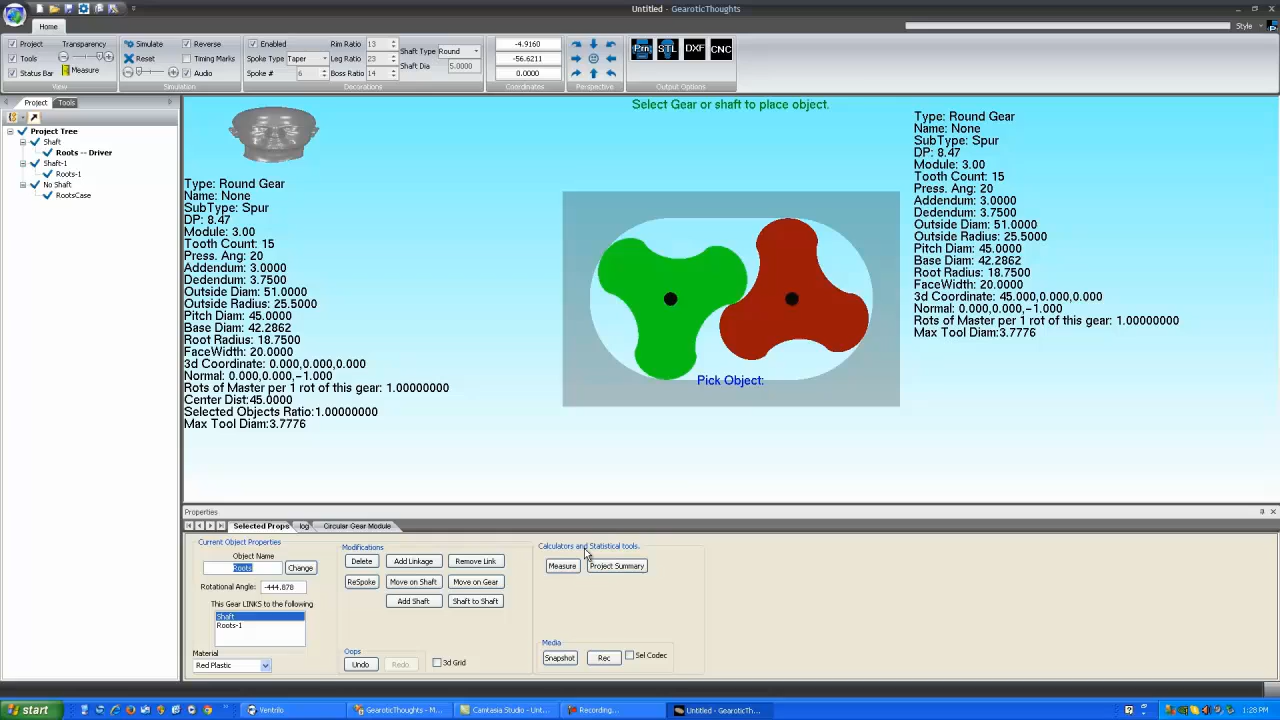 Untitled - GearoticThoughts
Home
Style
Project
Transparency
Tools
Status Bar
Measure
View
Simulate
Reverse
Reset
Timing Marks
Audio
Simulation
Enabled
Rim Ratio 13
Spoke Type Taper
Leg Ratio 23
Spoke # 6
Boss Ratio 14
Shaft Type Round
Shaft Dia 5.0000
Decorations
-4.9160
-56.6211
0.0000
Coordinates
Perspective
Prn STL DXF CNC
Output Options
Project Tools
Project Tree
Shaft
Roots -- Driver
Shaft-1
Roots-1
No Shaft
RootsCase
Select Gear or shaft to place object.
Type: Round Gear
Name: None
SubType: Spur
DP: 8.47
Module: 3.00
Tooth Count: 15
Press. Ang: 20
Addendum: 3.0000
Dedendum: 3.7500
Outside Diam: 51.0000
Outside Radius: 25.5000
Pitch Diam: 45.0000
Base Diam: 42.2862
Root Radius: 18.7500
FaceWidth: 20.0000
3d Coordinate: 0.000,0.000,0.000
Normal: 0.000,0.000,-1.000
Rots of Master per 1 rot of this gear: 1.00000000
Center Dist:45.0000
Selected Objects Ratio:1.00000000
Max Tool Diam:3.7776
Pick Object:
Type: Round Gear
Name: None
SubType: Spur
DP: 8.47
Module: 3.00
Tooth Count: 15
Press. Ang: 20
Addendum: 3.0000
Dedendum: 3.7500
Outside Diam: 51.0000
Outside Radius: 25.5000
Pitch Diam: 45.0000
Base Diam: 42.2862
Root Radius: 18.7500
FaceWidth: 20.0000
3d Coordinate: 45.000,0.000,0.000
Normal: 0.000,0.000,-1.000
Rots of Master per 1 rot of this gear: 1.00000000
Max Tool Diam:3.7776
Properties
Selected Props log Circular Gear Module
Current Object Properties
Object Name
Roots Change
Rotational Angle: -444.878
This Gear LINKS to the following
Shaft
Roots-1
Material
Red Plastic
Modifications
Delete Add Linkage Remove Link
ReSpoke Move on Shaft Move on Gear
Add Shaft Shaft to Shaft
Oops
Undo Redo 3d Grid
Calculators and Statistical tools.
Measure Project Summary
Media
Snapshot Rec Sel Codec
start
Ventrilo
GearoticThoughts - M...
Camtasia Studio - Unt...
Recording...
Untitled - GearoticTh...
1:28 PM